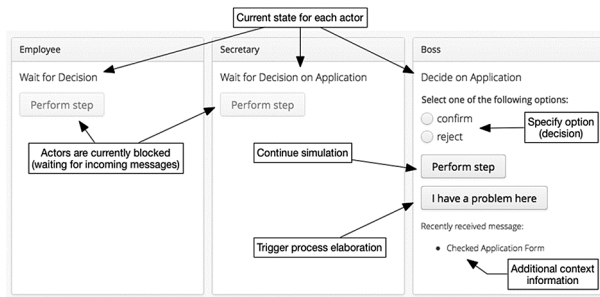 Current state for each actor
Employee
Wait for Decision
Perform step
Actors are currently blocked
(waiting for incoming messages)
Secretary
Wait for Decision on Application
Perform step
Continue simulation
Trigger process elaboration
Boss
Decide on Application
Select one of the following options:
confirm
reject
Specify option
(decision)
Perform step
I have a problem here
Recently received message:
Checked Application Form
Additional context
information